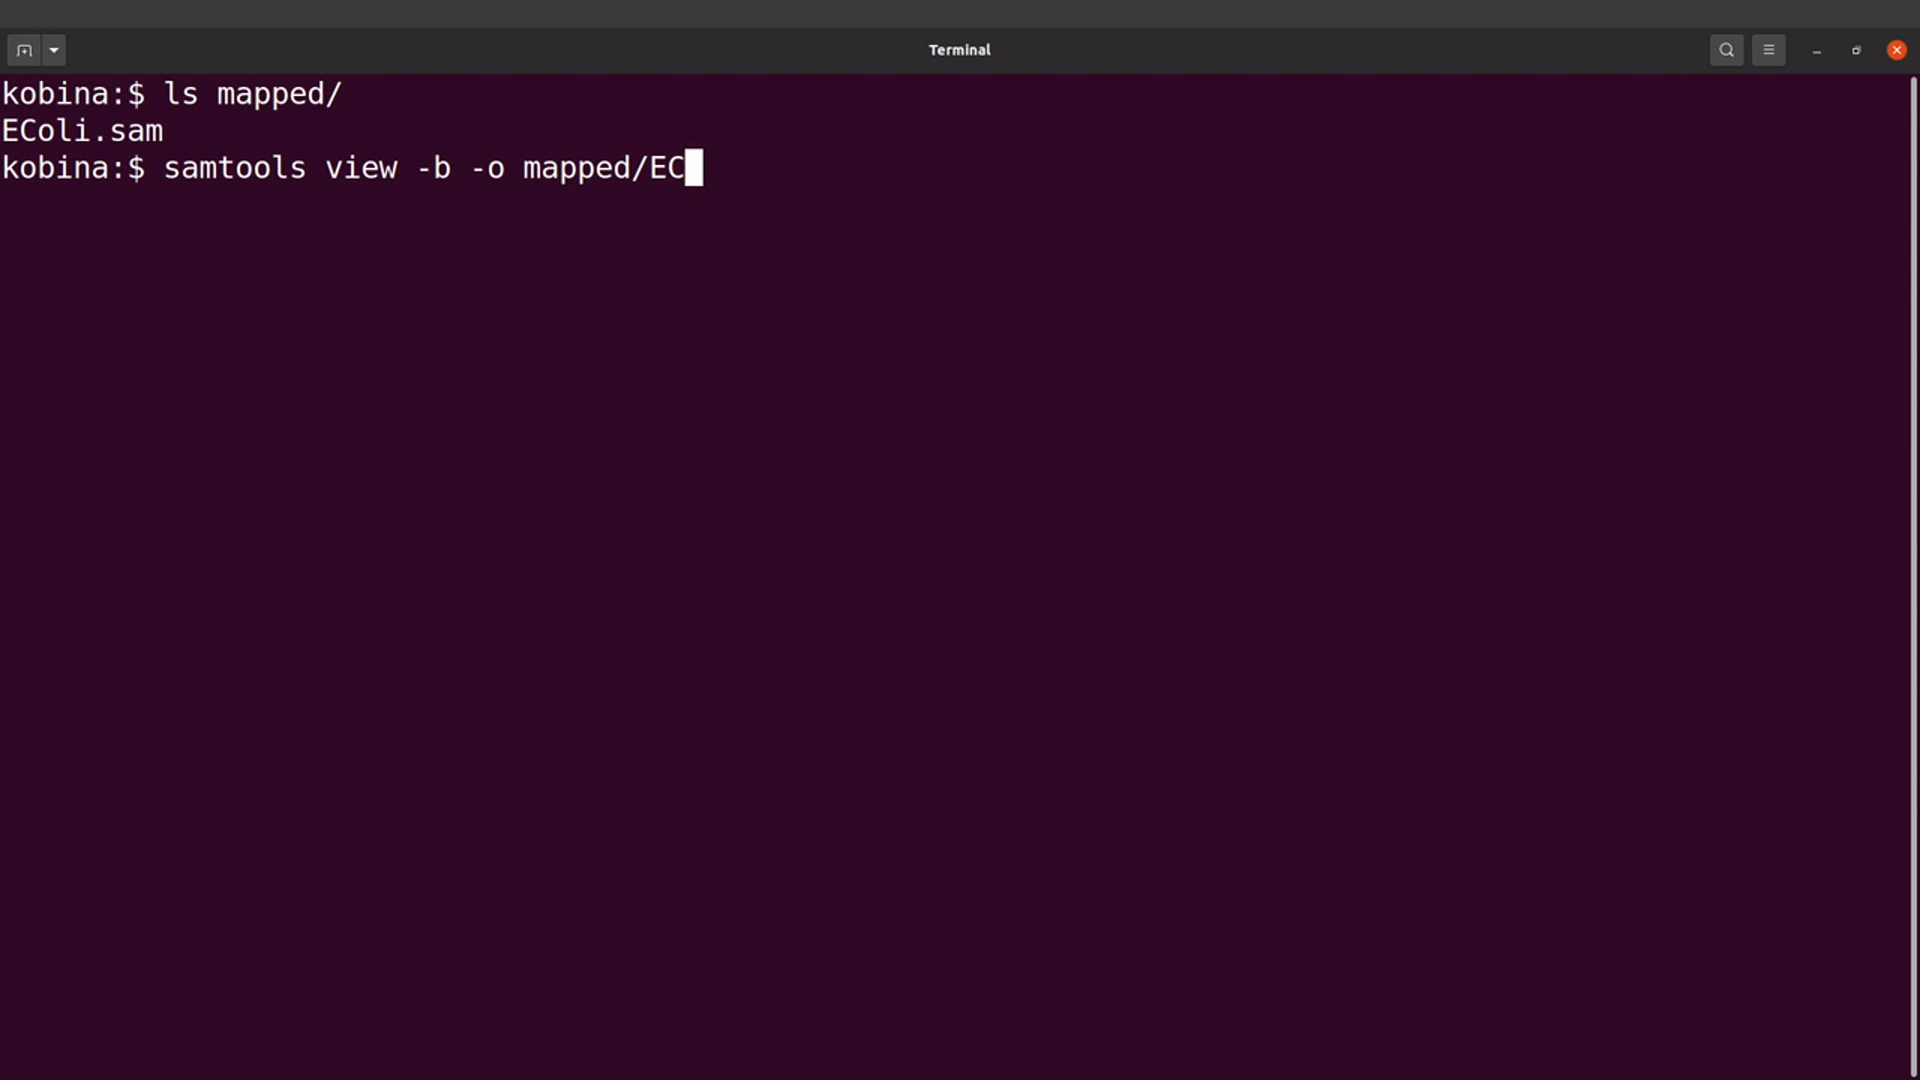 Terminal
kobina:$ ls mapped/
EColi.sam
kobina:$ samtools view -b -o mapped/EC